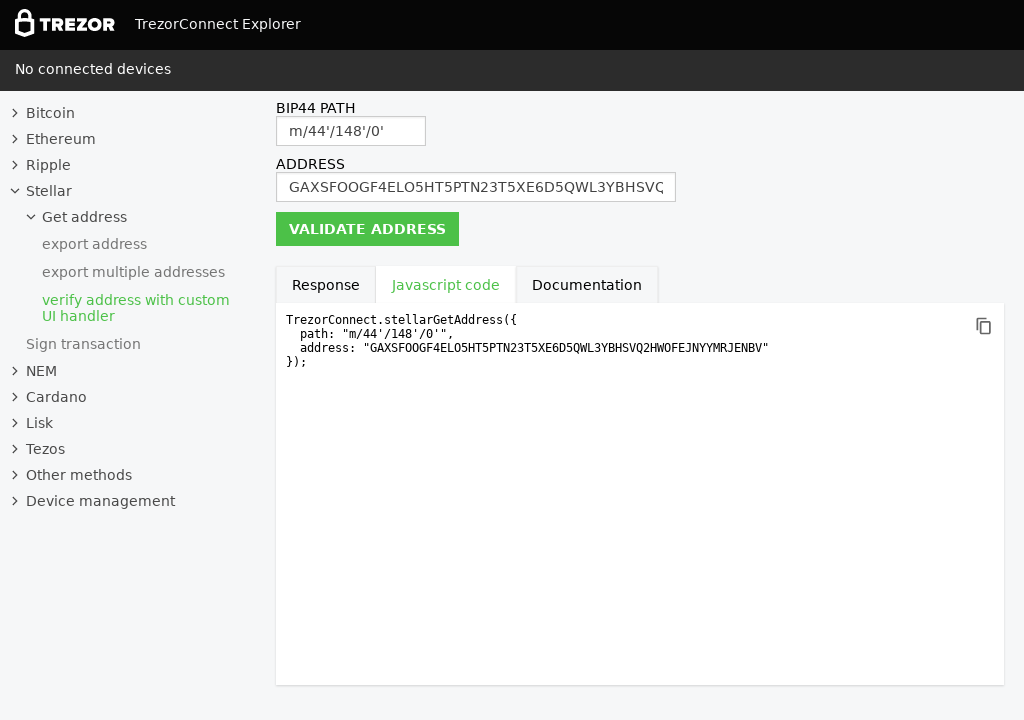 TREZOR TrezorConnect Explorer
No connected devices
Bitcoin
Ethereum
Ripple
Stellar
Get address
export address
export multiple addresses
verify address with custom
UI handler
Sign transaction
NEM
Cardano
Lisk
Tezos
Other methods
Device management
BIP44 PATH
m/44'/148'/0'
ADDRESS
GAXSFOOGF4ELO5HT5PTN23T5XE6D5QWL3YBHSVQ
VALIDATE ADDRESS
Response Javascript code Documentation
TrezorConnect.stellarGetAddress({
  path: "m/44'/148'/0'",
  address: "GAXSFOOGF4ELO5HT5PTN23T5XE6D5QWL3YBHSVQ2HWOFEJNYYMRJENBV"
});